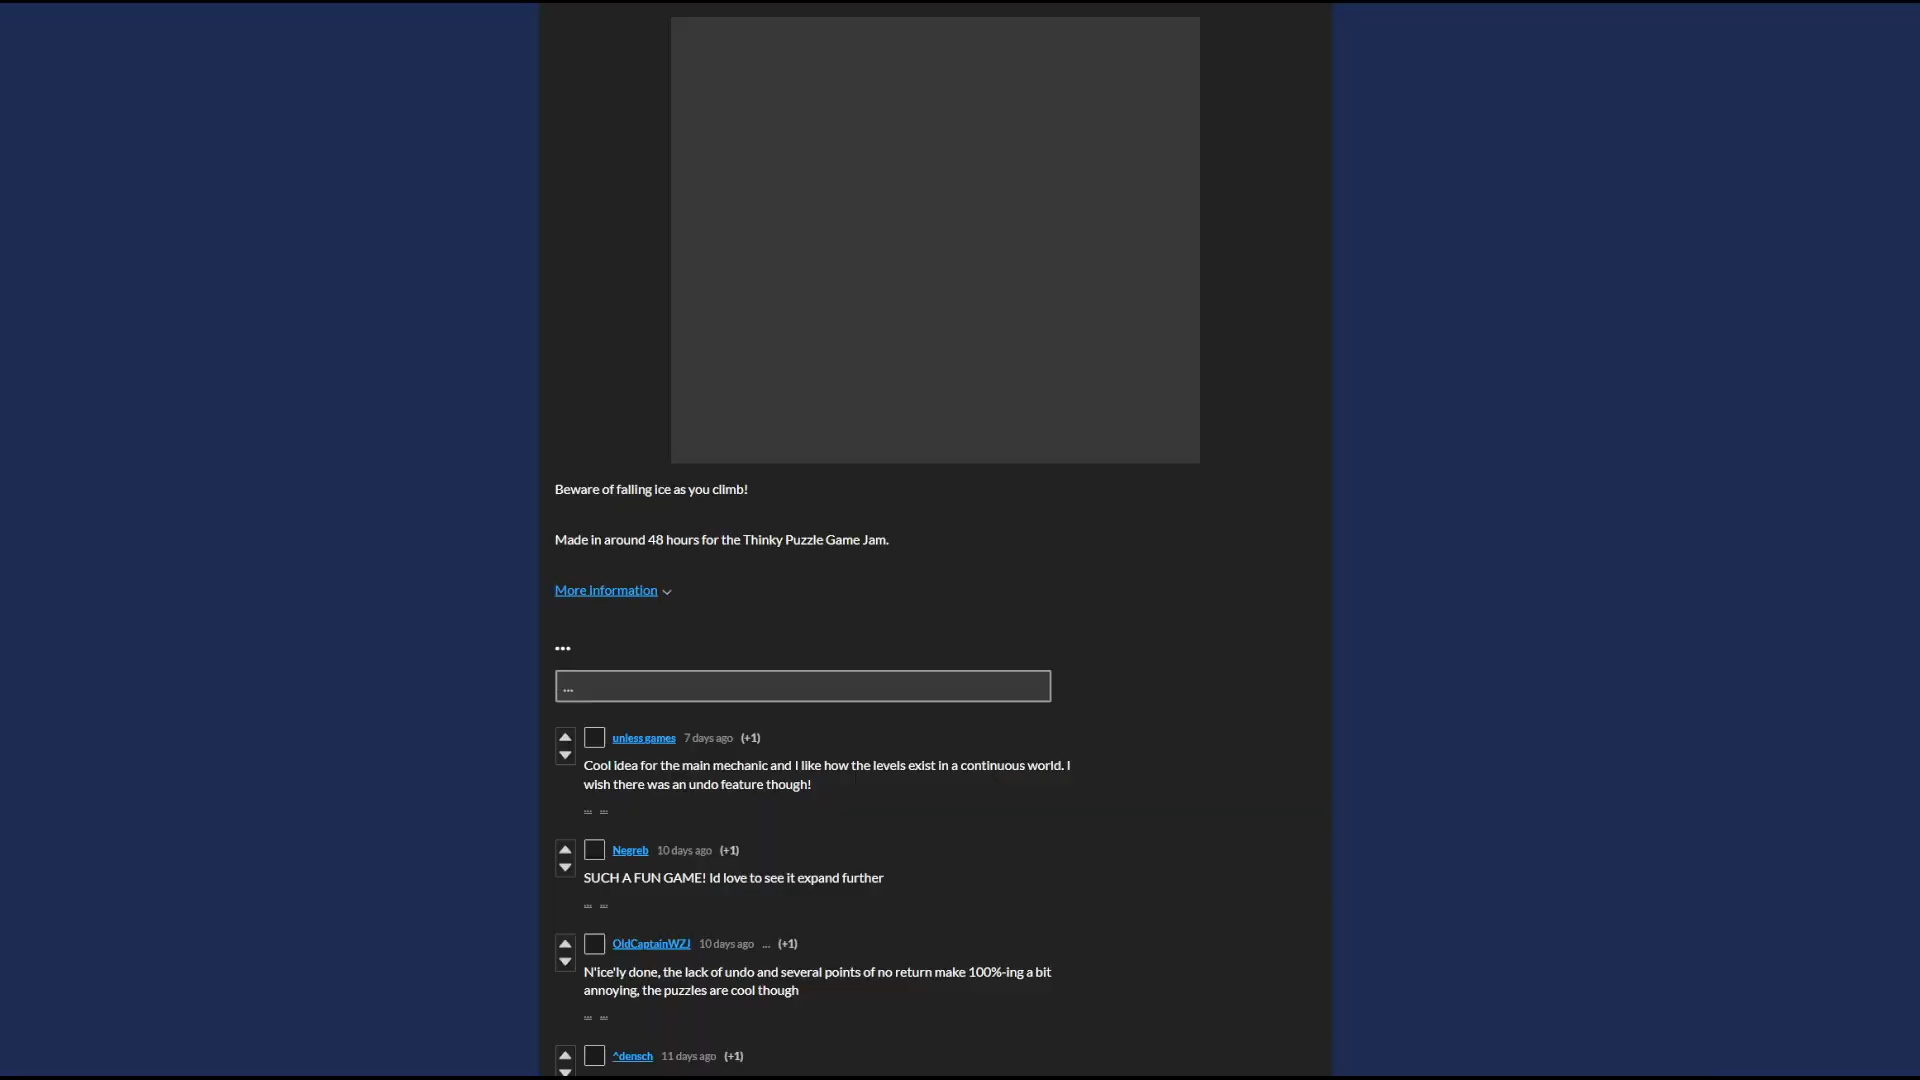 Beware of falling ice as you climb!
Made in around 48 hours for the Thinky Puzzle Game Jam.
More information
...
...
unless games 7 days ago (+1)
Cool idea for the main mechanic and I like how the levels exist in a continuous world. I
wish there was an undo feature though!
... ...
Negreb 10 days ago (+1)
SUCH A FUN GAME! Id love to see it expand further
... ...
OldCaptainWZJ 10 days ago ... (+1)
N'ice'ly done, the lack of undo and several points of no return make 100%-ing a bit
annoying, the puzzles are cool though
... ...
^densch 11 days ago (+1)